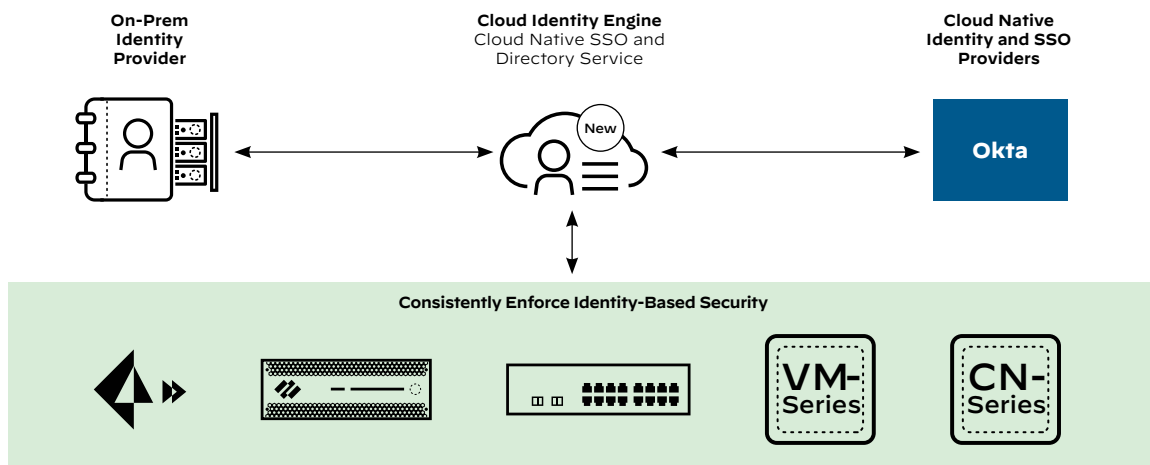 On-Prem
Identity
Provider
Cloud Identity Engine
Cloud Native SSO and
Directory Service
Cloud Native
Identity and SSO
Providers
New
Okta
Consistently Enforce Identity-Based Security
VM-
Series
CN-
Series